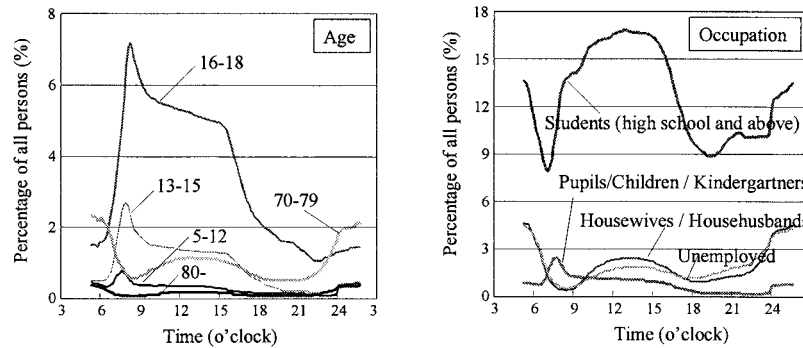 Age
Percentage of all persons (%)
8
6
4
2
0
16-18
13-15
70-79
5-12
80-
3 6 9 12 15 18 21 24 3
Time (o'clock)
Occupation
Percentage of all persons (%)
18
15
12
9
6
3
0
Students (high school and above)
Pupils/Children / Kindergartners
Housewives / Househusbands
Unemployed
3 6 9 12 15 18 21 24 3
Time (o'clock)